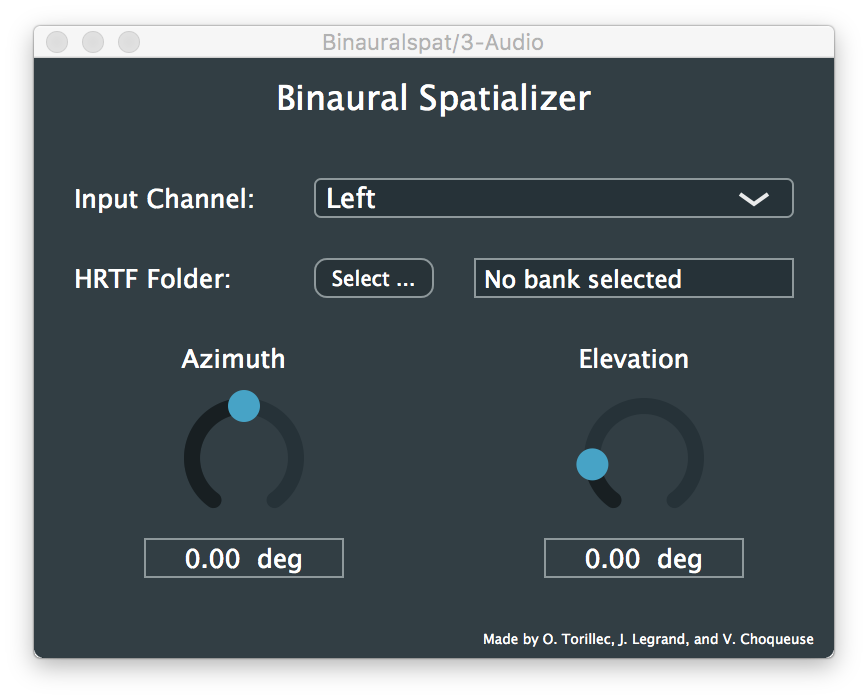 Binauralspat/3-Audio
Binaural Spatializer
Input Channel: Left
HRTF Folder: Select ... No bank selected
Azimuth Elevation
0.00 deg 0.00 deg
Made by O. Torillec, J. Legrand, and V. Choqueuse